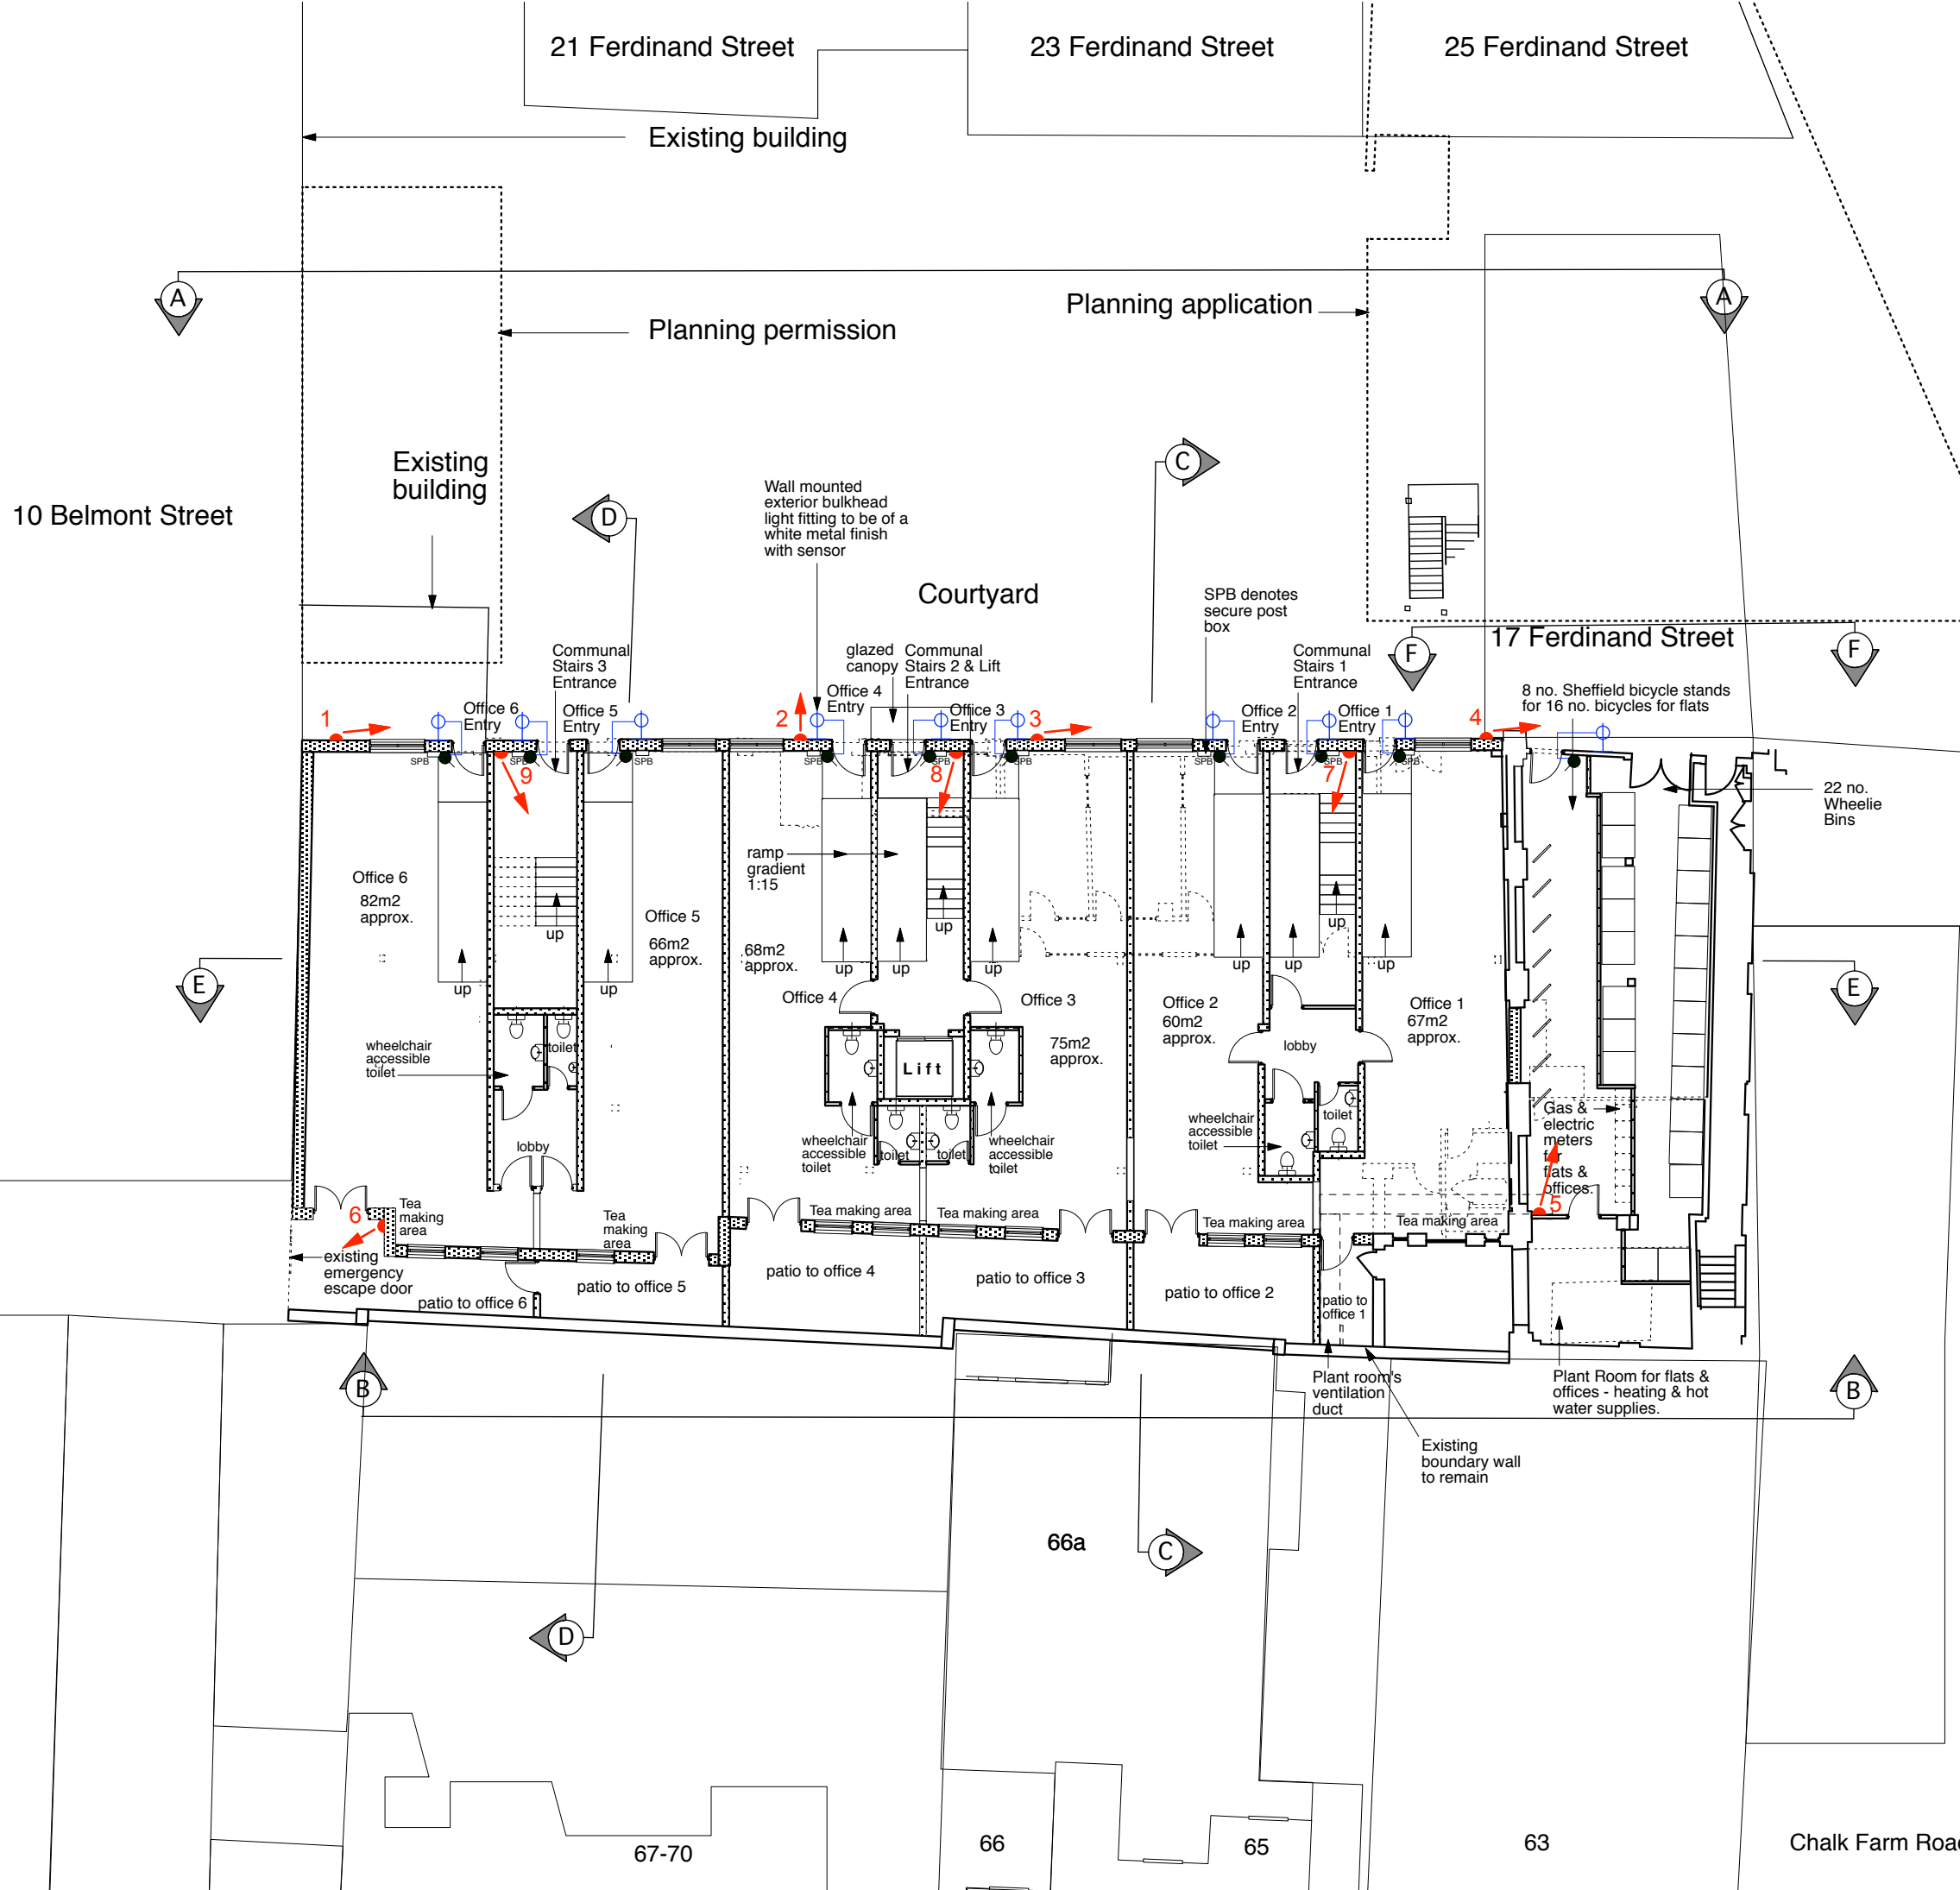 21 Ferdinand Street
23 Ferdinand Street
25 Ferdinand Street
Existing building
A
A
Planning application
Planning permission
Existing
building
C
10 Belmont Street
D
Wall mounted
exterior bulkhead
light fitting to be of a
white metal finish
with sensor
Courtyard
SPB denotes
secure post
box
17 Ferdinand Street
F
F
Communal
Stairs 3
Entrance
glazed
canopy
Communal
Stairs 2 & Lift
Entrance
Communal
Stairs 1
Entrance
8 no. Sheffield bicycle stands
for 16 no. bicycles for flats
Office 6
Entry
Office 5
Entry
Office 4
Entry
Office 3
Entry
Office 2
Entry
Office 1
Entry
1
2
3
4
SPB
SPB
SPB
SPB
SPB
SPB
SPB
SPB
9
8
7
22 no.
Wheelie
Bins
ramp
gradient
1:15
Office 6
82m2
approx.
Office 5
66m2
approx.
68m2
approx.
Office 4
Office 3
75m2
approx.
Office 2
60m2
approx.
Office 1
67m2
approx.
up
up
up
up
up
up
up
up
up
up
up
E
E
wheelchair
accessible
toilet
toilet
Lift
lobby
lobby
wheelchair
accessible
toilet
toilet
toilet
wheelchair
accessible
toilet
wheelchair
accessible
toilet
toilet
Gas &
electric
meters
for
flats &
offices.
5
6
Tea
making
area
Tea
making
area
Tea making area
Tea making area
Tea making area
Tea making area
existing
emergency
escape door
patio to office 6
patio to office 5
patio to office 4
patio to office 3
patio to office 2
patio to
office 1
B
B
Plant room's
ventilation
duct
Plant Room for flats &
offices - heating & hot
water supplies.
Existing
boundary wall
to remain
66a
C
D
67-70
66
65
63
Chalk Farm Roa